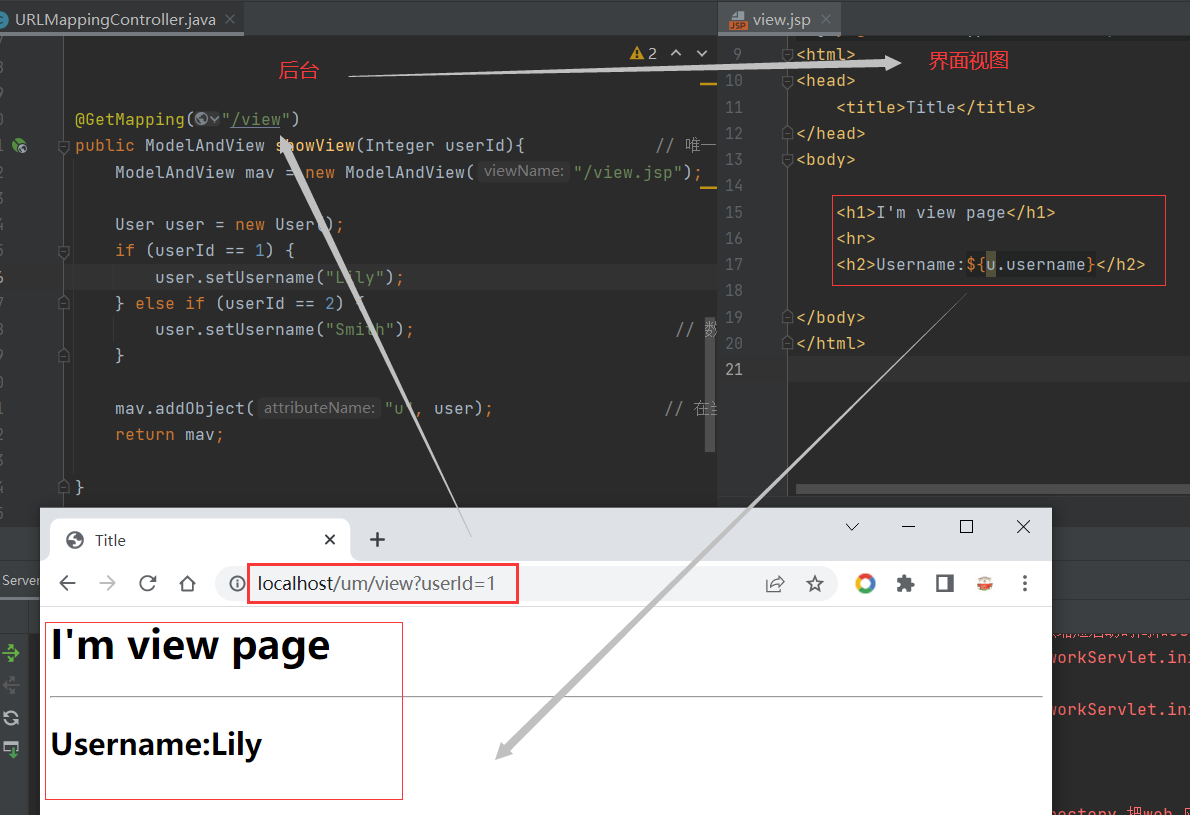 URLMappingController.java
view.jsp
2
后台
界面视图
@GetMapping("/view")
public ModelAndView showView(Integer userId){ // 唯一
ModelAndView mav = new ModelAndView( viewName: "/view.jsp");
User user = new User();
if (userId == 1) {
user.setUsername("Lily");
} else if (userId == 2) {
user.setUsername("Smith"); // 数
}
mav.addObject( attributeName: "u", user); // 在当
return mav;
}
9 <html>
10 <head>
11 <title>Title</title>
12 </head>
13 <body>
14
15 <h1>I'm view page</h1>
16 <hr>
17 <h2>Username:${u.username}</h2>
18
19 </body>
20 </html>
21
Server
Title
localhost/um/view?userId=1
I'm view page
Username:Lily
workServlet.ini
workServlet.ini